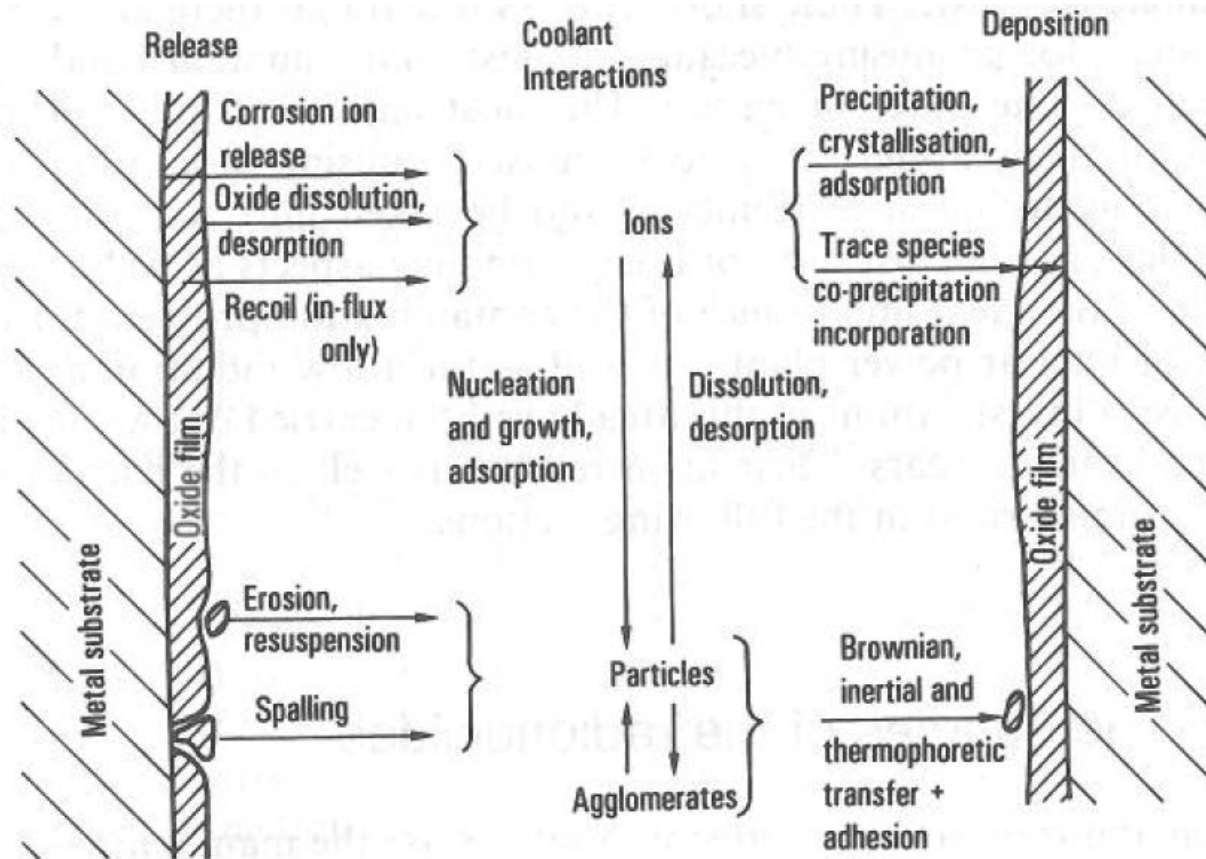 Release
Coolant
Interactions
Deposition
Corrosion ion
release
Oxide dissolution,
desorption
Recoil (in-flux
only)
Precipitation,
crystallisation,
adsorption
Trace species
co-precipitation
incorporation
Ions
Nucleation
and growth,
adsorption
Dissolution,
desorption
Oxide film
Metal substrate
Erosion,
resuspension
Spalling
Particles
Agglomerates
Brownian,
inertial and
thermophoretic
transfer +
adhesion
Oxide film
Metal substrate